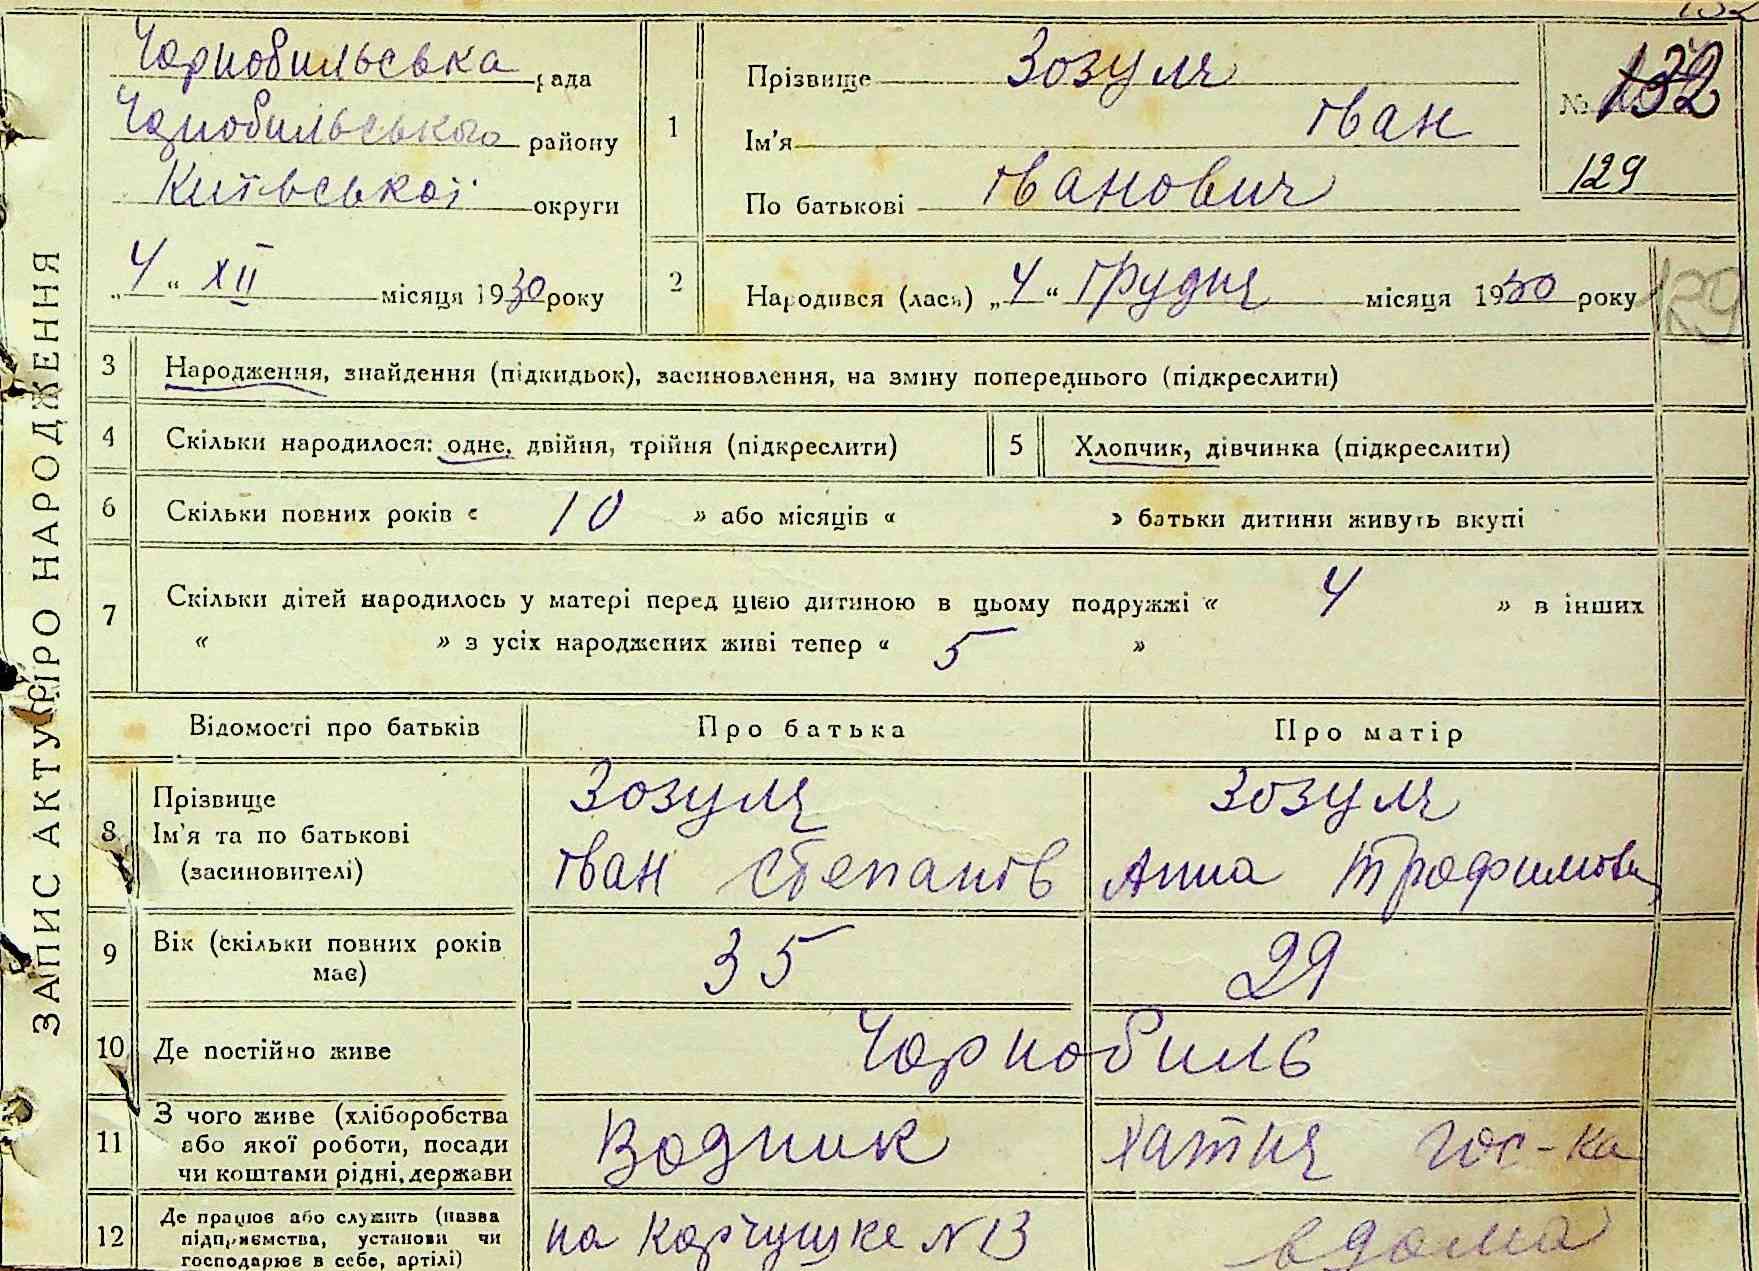 ЗАПИС АКТУ ПРО НАРОДЖЕННЯ
Чорнобильська рада
Чорнобильського району
Київської округи
„4“ XII місяця 1930 року
1
Прізвище Зозуля
Ім'я Іван
По батькові Іванович
№ 132
129
2
Народився (лася) „4“ Грудня місяця 1930 року
129
3 Народження, знайдення (підкидьок), засиновлення, на зміну попереднього (підкреслити)
4 Скільки народилося: одне, двійня, трійня (підкреслити)
5 Хлопчик, дівчинка (підкреслити)
6 Скільки повних років « 10 » або місяців « » батьки дитини живуть вкупі
7 Скільки дітей народилось у матері перед цією дитиною в цьому подружжі « 4 » в інших
« » з усіх народжених живі тепер « 5 »
Відомості про батьків Про батька Про матір
8 Прізвище Зозуля Зозуля
Ім'я та по батькові Іван Степанів Анна Трофимовн
(засиновителі)
9 Вік (скільки повних років має) 35 29
10 Де постійно живе Чорнобиль
11 З чого живе (хліборобства
або якої роботи, посади Водник Хатня гос-ка
чи коштами рідні, держави
12 Де працює або служить (назва
підприємства, установи чи на Карчушке N 13 вдома
господарює в себе, артілі)